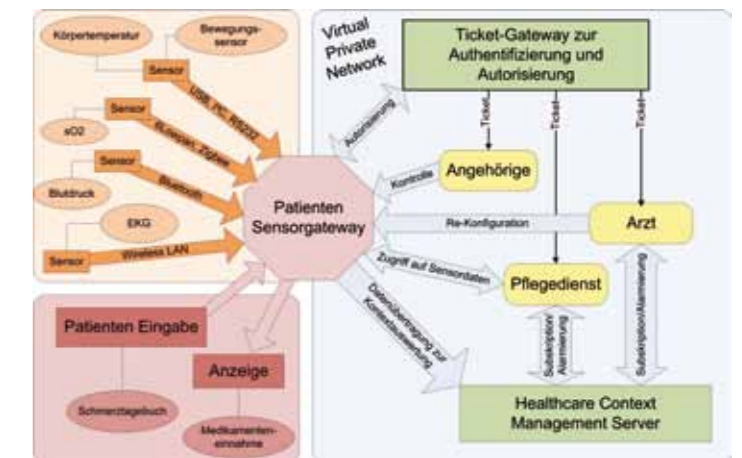 Körpertemperatur
Bewegungs-
sensor
Sensor
USB, I²C, RS232
Sensor
sO2
6Lowpan, Zigbee
Sensor
Blutdruck
Bluetooth
EKG
Sensor
Wireless LAN
Patienten
Sensorgateway
Patienten Eingabe
Anzeige
Schmerztagebuch
Medikamenten-
einnahme
Virtual
Private
Network
Ticket-Gateway zur
Authentifizierung und
Autorisierung
Autorisierung
Ticket
Ticket
Ticket
Angehörige
Kontrolle
Re-Konfiguration
Arzt
Zugriff auf Sensordaten
Pflegedienst
Datenübertragung zur
Kontextauswertung
Subskription/
Alarmierung
Subskription/Alarmierung
Healthcare Context
Management Server